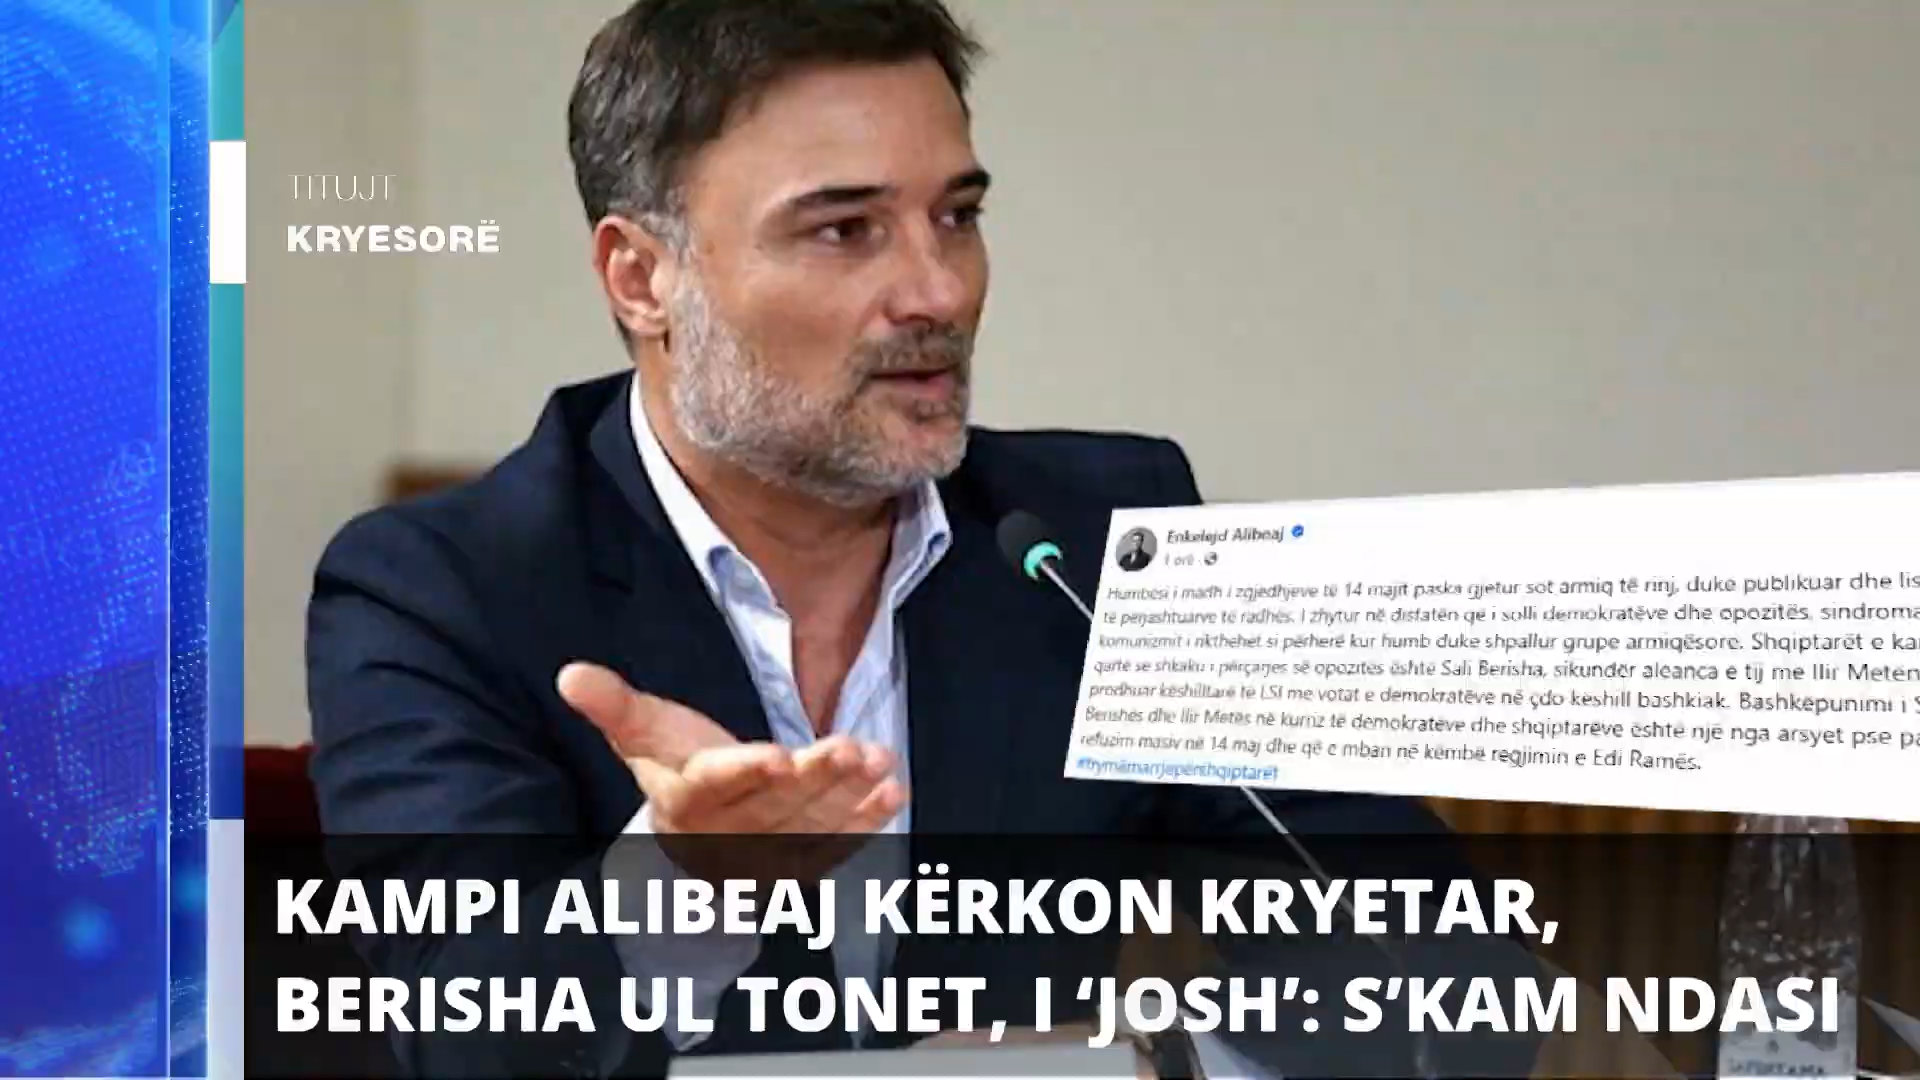 TITUJT
KRYESORË
Enkelejd Alibeaj
1 orë
Humbësi i madh i zgjedhjeve të 14 majit paska gjetur sot armiq të rinj, duke publikuar dhe lis
të përjashtuarve të radhës. I zhytur në disfatën që i solli demokratëve dhe opozitës, sindroma
komunizmit i rikthehet si përherë kur humb duke shpallur grupe armiqësore. Shqiptarët e kan
qartë se shkaku i përçarjes së opozitës është Sali Berisha, sikundër aleanca e tij me Ilir Metën
prodhuar këshilltarë të LSI me votat e demokratëve në çdo këshill bashkiak. Bashkëpunimi i S
Berishës dhe Ilir Metës në kurriz të demokratëve dhe shqiptarëve është një nga arsyet pse pa
refuzim masiv në 14 maj dhe që e mban në këmbë regjimin e Edi Ramës.
KAMPI ALIBEAJ KËRKON KRYETAR,
BERISHA UL TONET, I ‘JOSH’: S’KAM NDASI